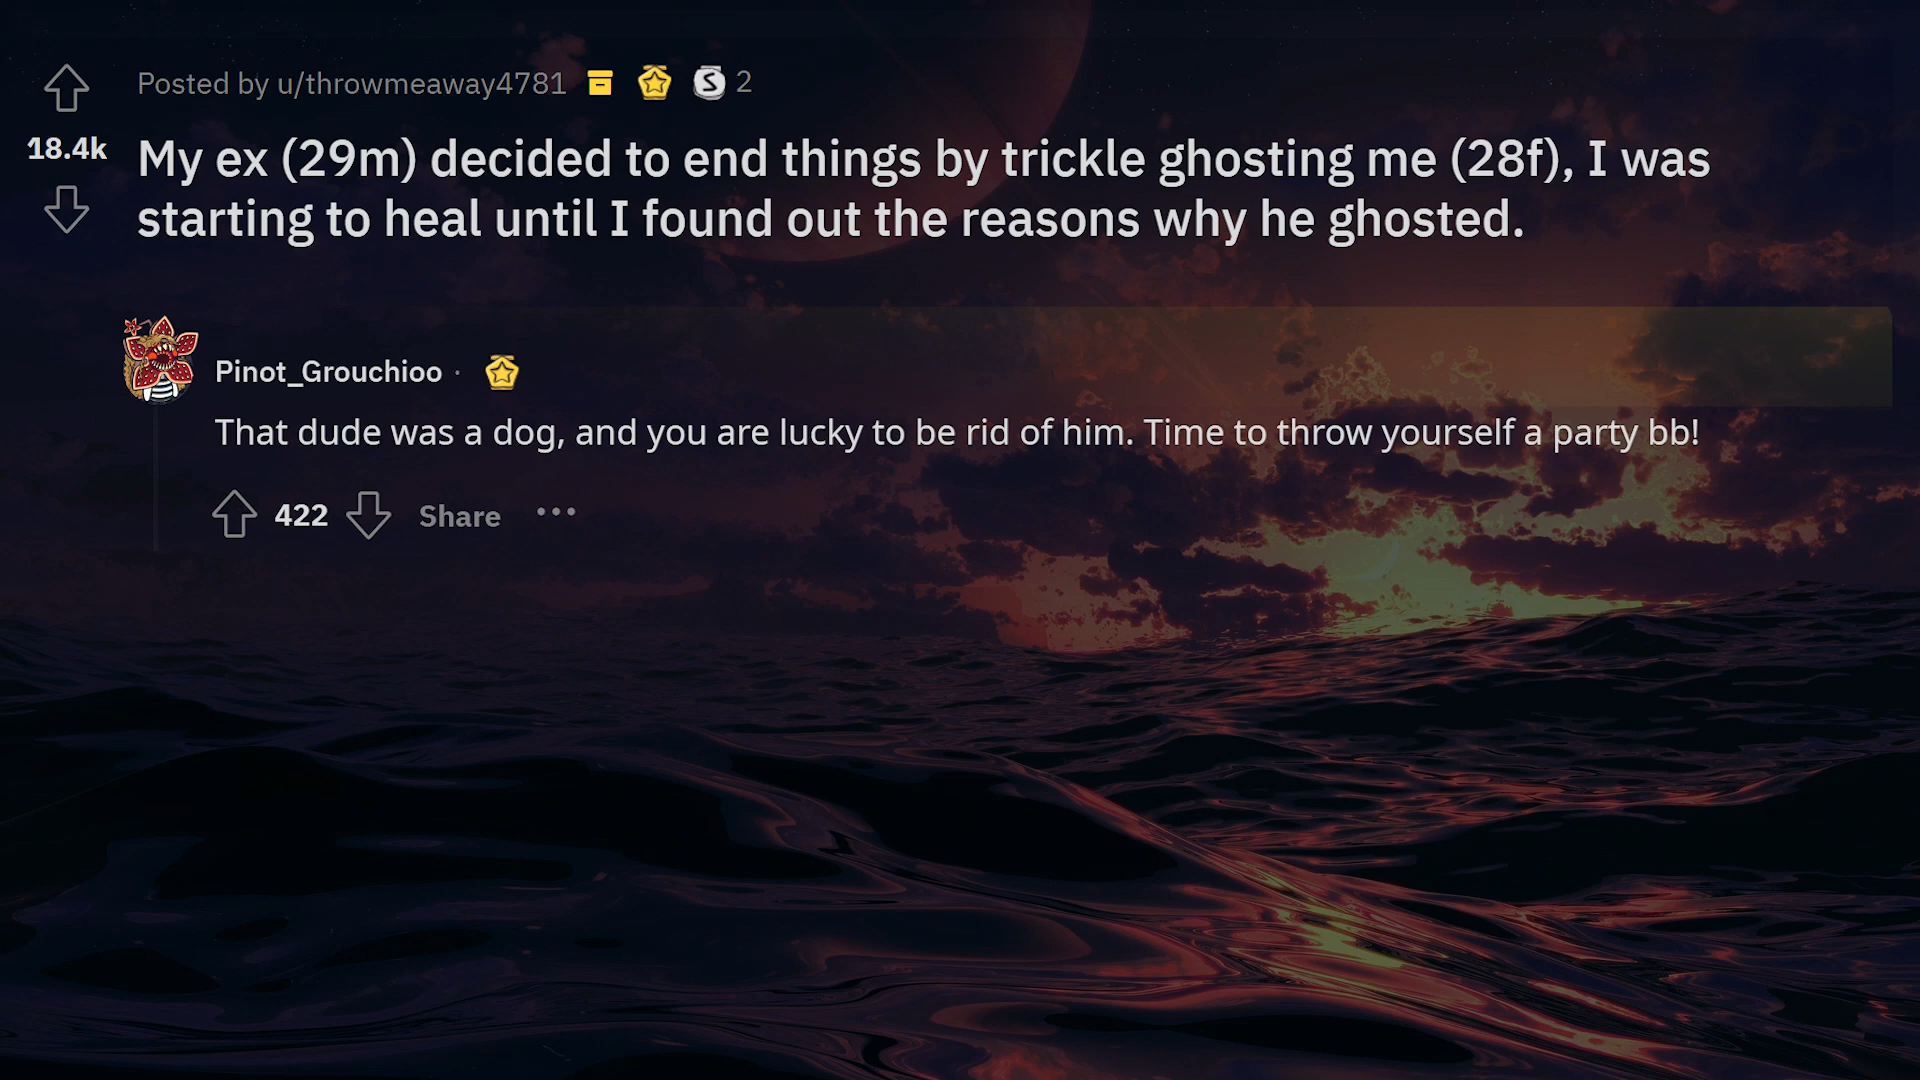 Posted by u/throwmeaway4781 2
18.4k
My ex (29m) decided to end things by trickle ghosting me (28f), I was
starting to heal until I found out the reasons why he ghosted.
Pinot_Grouchioo ·
That dude was a dog, and you are lucky to be rid of him. Time to throw yourself a party bb!
422 Share ···